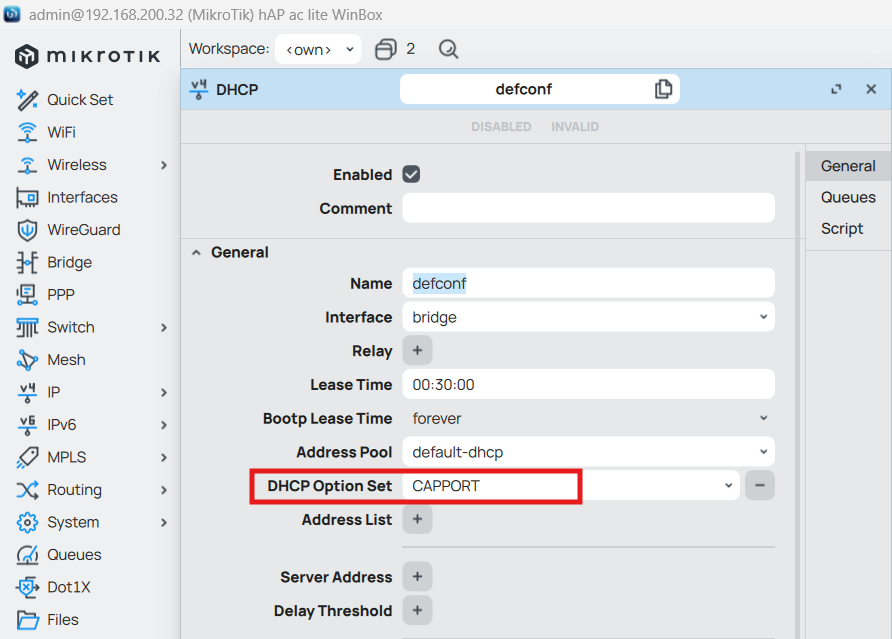 admin@192.168.200.32 (MikroTik) hAP ac lite WinBox
MIKROTIK
Workspace: <own> 2
v4 DHCP defconf
DISABLED INVALID
Quick Set
WiFi
Wireless
Interfaces
WireGuard
Bridge
PPP
Switch
Mesh
v4 IP
v6 IPv6
MPLS
Routing
System
Queues
Dot1X
Files
Enabled
Comment
General
Name defconf
Interface bridge
Relay +
Lease Time 00:30:00
Bootp Lease Time forever
Address Pool default-dhcp
DHCP Option Set CAPPORT −
Address List +
Server Address +
Delay Threshold +
General
Queues
Script